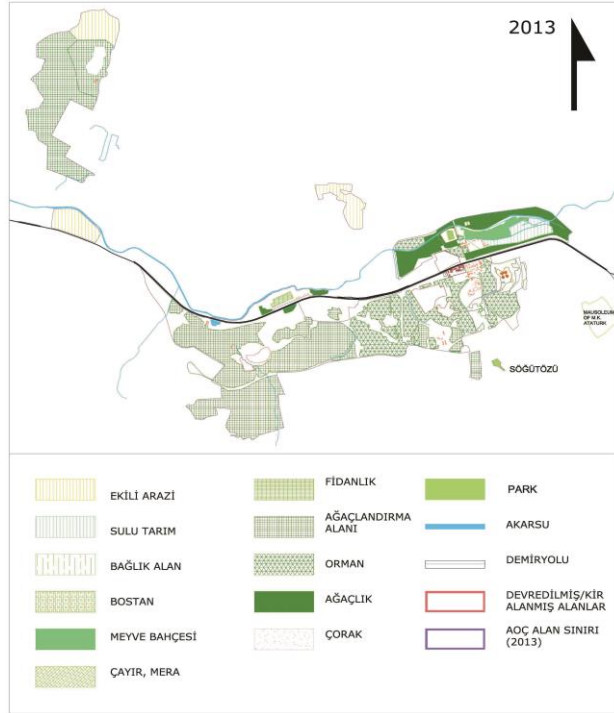 2013
MAUSOLEUM
OF M.K.
ATATURK
SÖĞÜTÖZÜ
EKİLİ ARAZİ
SULU TARIM
BAĞLIK ALAN
BOSTAN
MEYVE BAHÇESİ
ÇAYIR, MERA
FİDANLIK
AĞAÇLANDIRMA
ALANI
ORMAN
AĞAÇLIK
ÇORAK
PARK
AKARSU
DEMİRYOLU
DEVREDİLMİŞ/KİR
ALANMIŞ ALANLAR
AOÇ ALAN SINIRI
(2013)